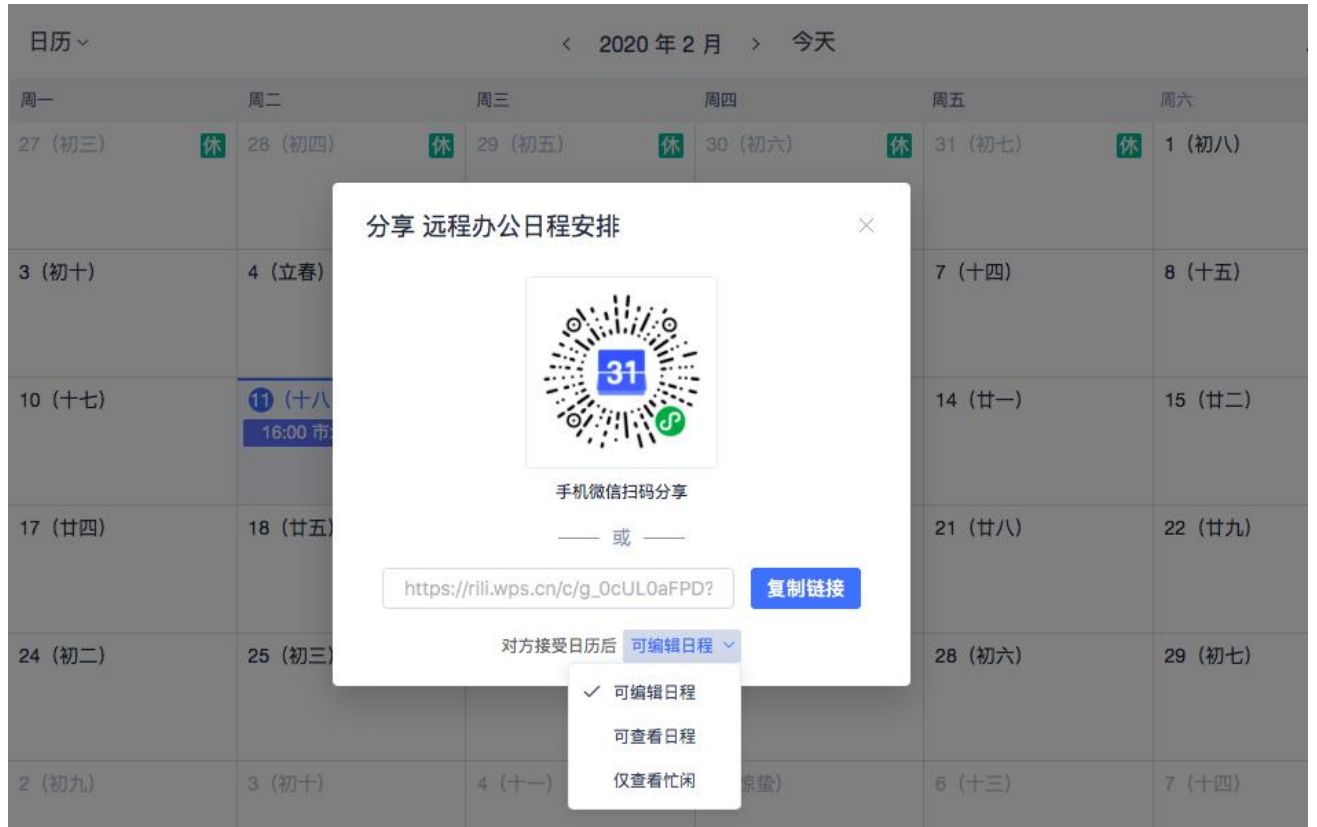 日历
2020 年 2 月 今天
周一 周二 周三 周四 周五 周六
27（初三） 休 28（初四） 休 29（初五） 休 30（初六） 休 31（初七） 休 1（初八）
分享 远程办公日程安排
3（初十） 4（立春） 7（十四） 8（十五）
31
10（十七） 11（十八 14（廿一） 15（廿二）
16:00 市
手机微信扫码分享
17（廿四） 18（廿五） 21（廿八） 22（廿九）
或
https://rili.wps.cn/c/g_0cUL0aFPD? 复制链接
对方接受日历后 可编辑日程
24（初二） 25（初三） 28（初六） 29（初七）
可编辑日程
可查看日程
仅查看忙闲
2（初九） 3（初十） 4（十一） 惊蛰） 6（十三） 7（十四）